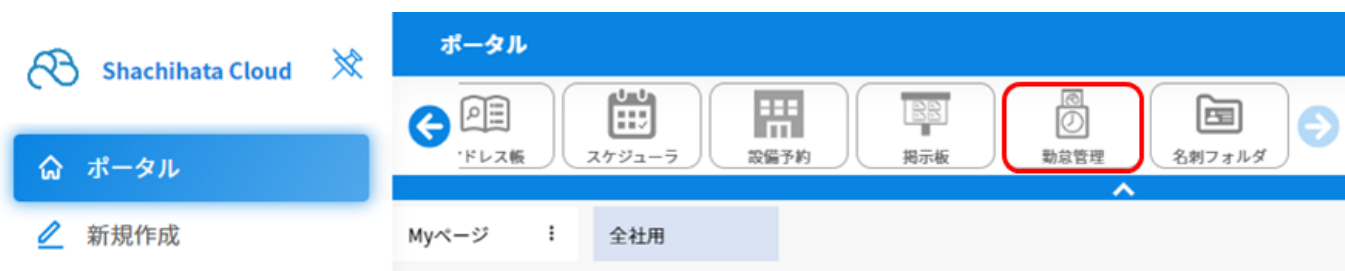 Shachihata Cloud
ポータル
新規作成
ポータル
ドレス帳
スケジューラ
設備予約
掲示板
勤怠管理
名刺フォルダ
Myページ
全社用